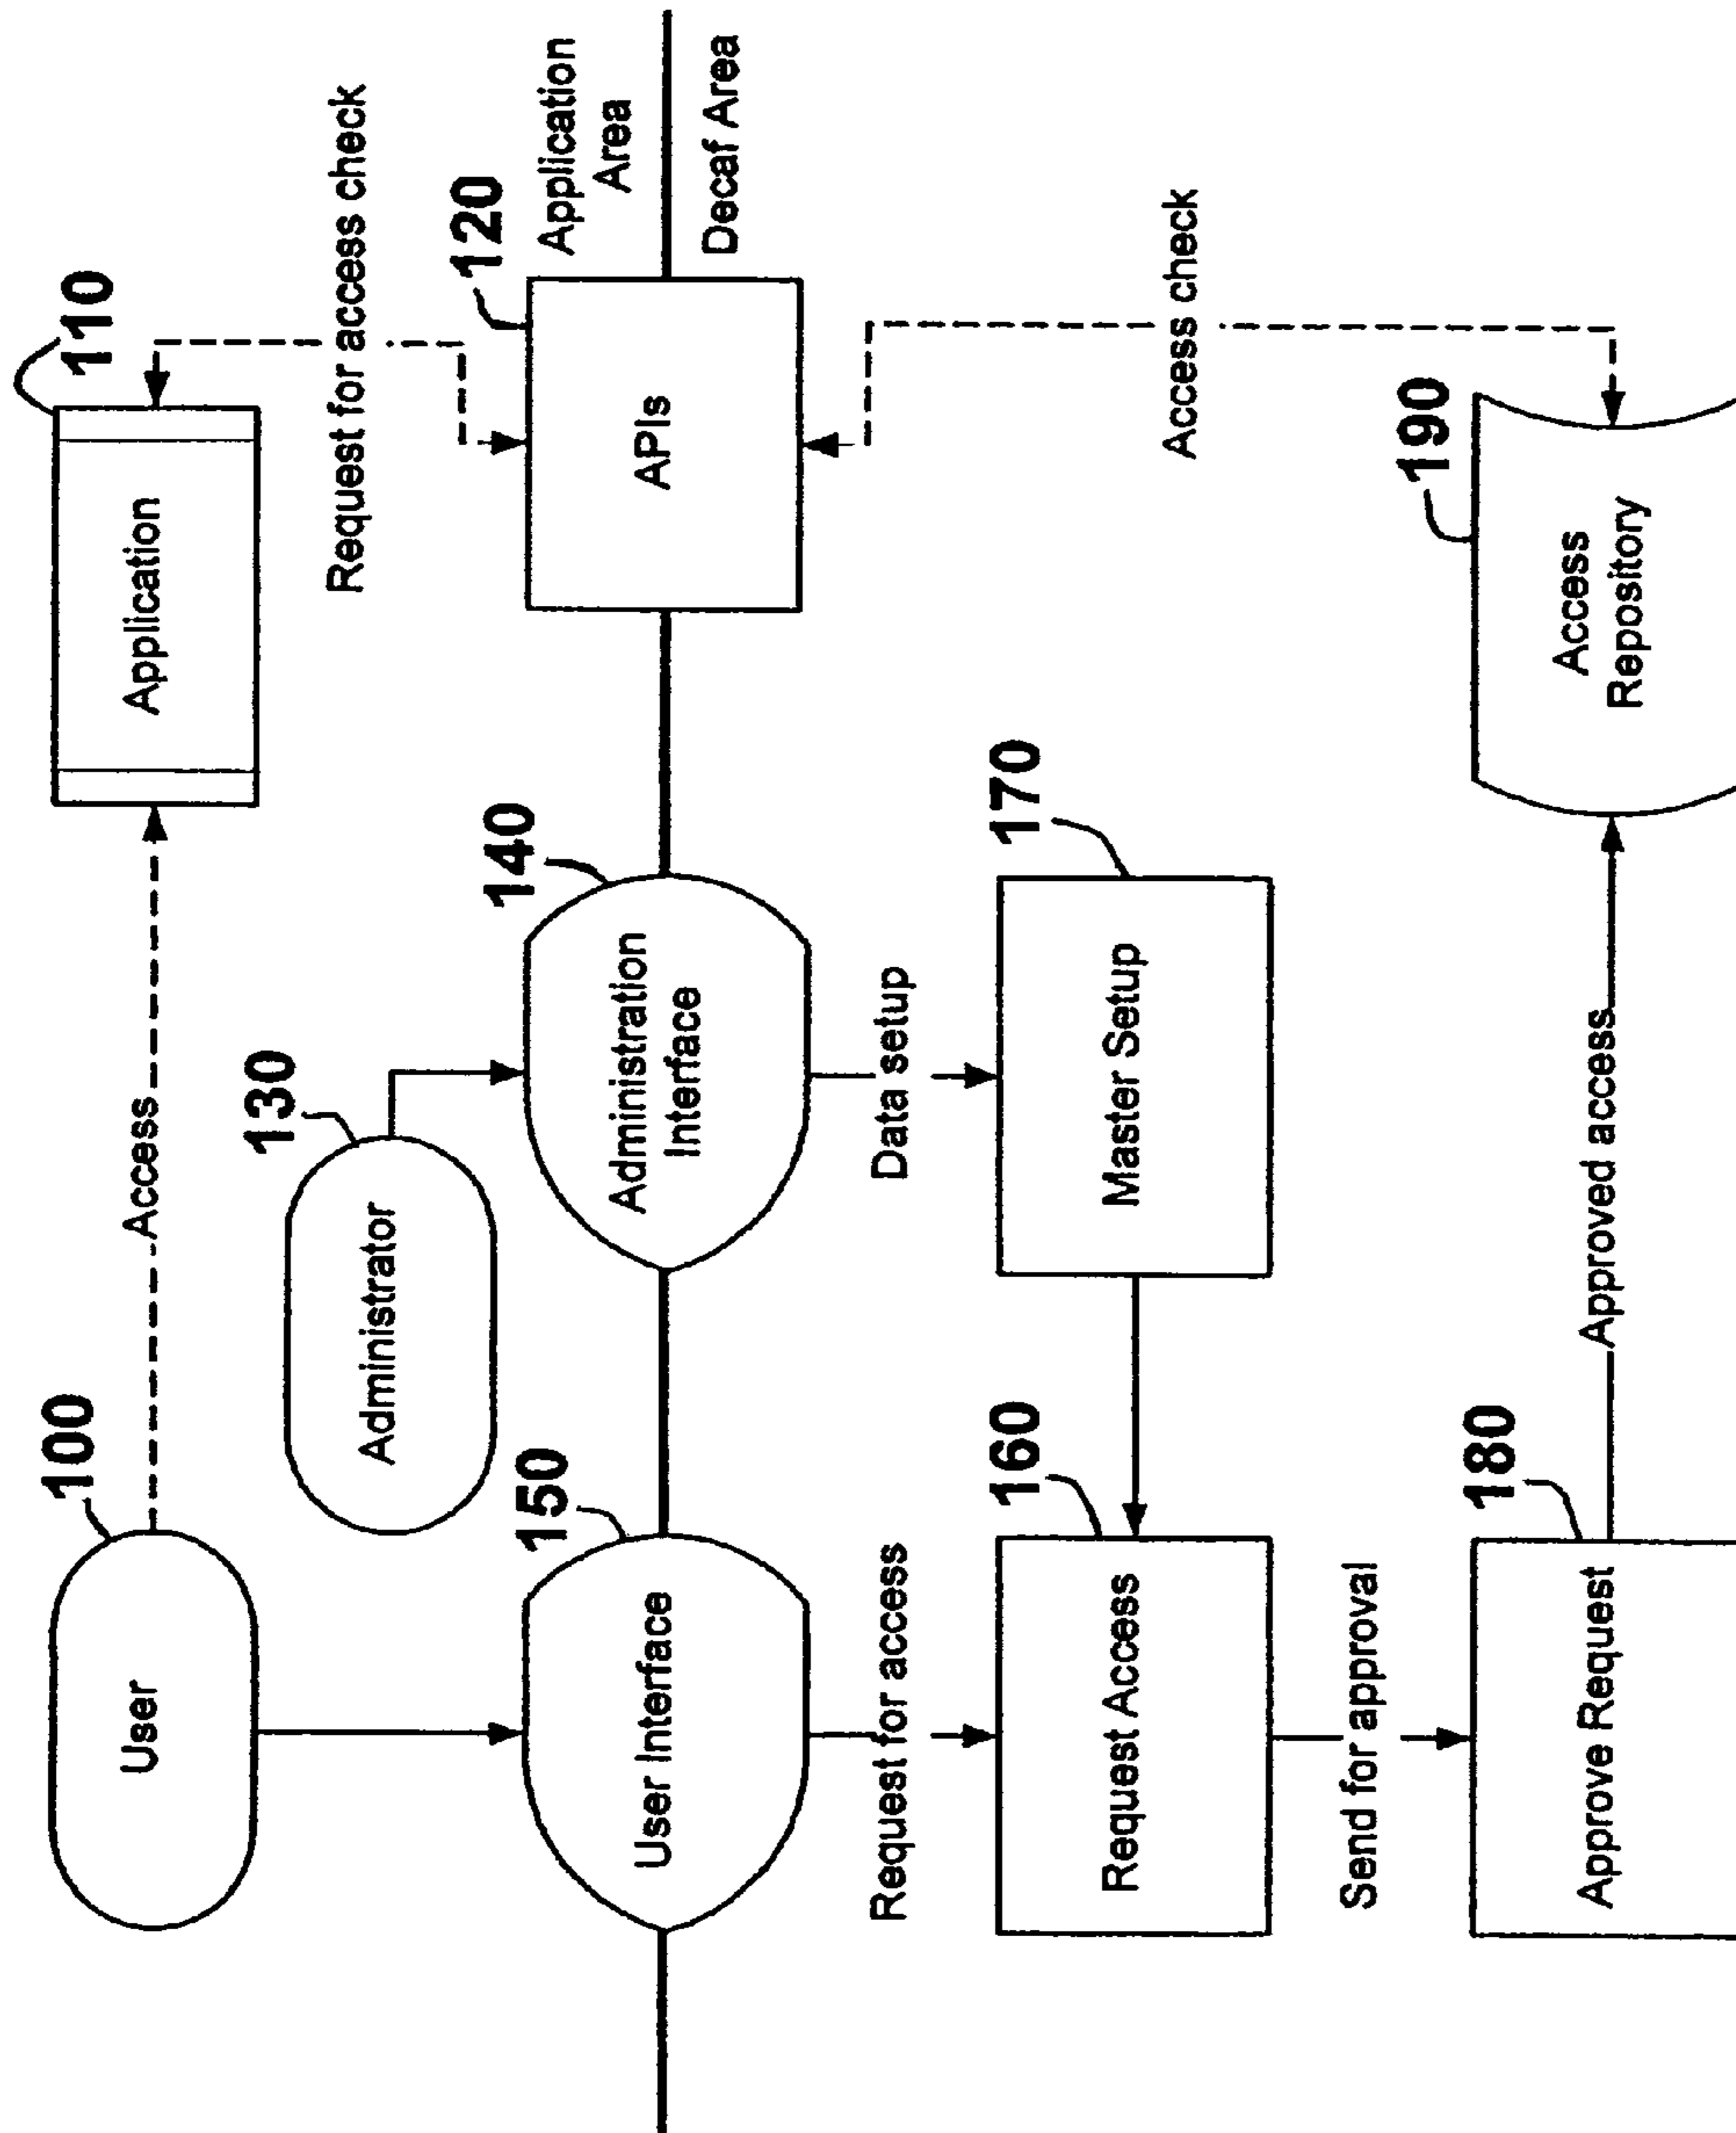 100
User
Access
110
Application
130
Administrator
Request for access check
150
User Interface
140
Administration
Interface
120
APIs
Application
Area
Decaf Area
Request for access
Data setup
160
Request Access
170
Master Setup
Access check
Send for approval
180
Approve Request
Approved access
190
Access
Repository